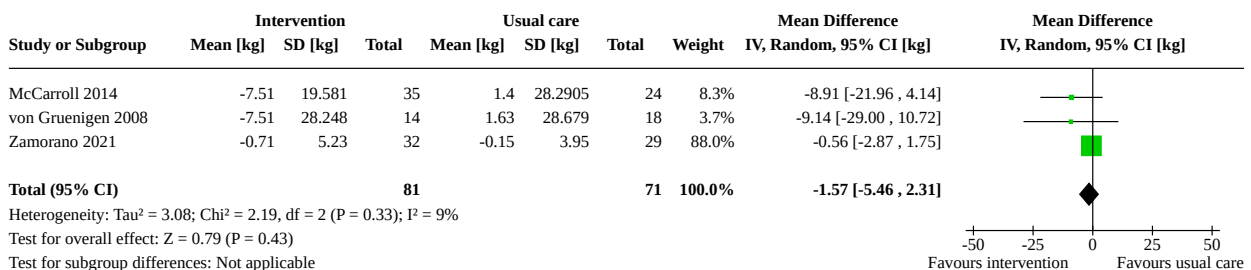 Intervention Usual care Mean Difference Mean Difference
Study or Subgroup Mean [kg] SD [kg] Total Mean [kg] SD [kg] Total Weight IV, Random, 95% CI [kg] IV, Random, 95% CI [kg]
McCarroll 2014 -7.51 19.581 35 1.4 28.2905 24 8.3% -8.91 [-21.96 , 4.14]
von Gruenigen 2008 -7.51 28.248 14 1.63 28.679 18 3.7% -9.14 [-29.00 , 10.72]
Zamorano 2021 -0.71 5.23 32 -0.15 3.95 29 88.0% -0.56 [-2.87 , 1.75]
Total (95% CI) 81 71 100.0% -1.57 [-5.46 , 2.31]
Heterogeneity: Tau² = 3.08; Chi² = 2.19, df = 2 (P = 0.33); I² = 9%
Test for overall effect: Z = 0.79 (P = 0.43)
Test for subgroup differences: Not applicable
-50 -25 0 25 50
Favours intervention Favours usual care